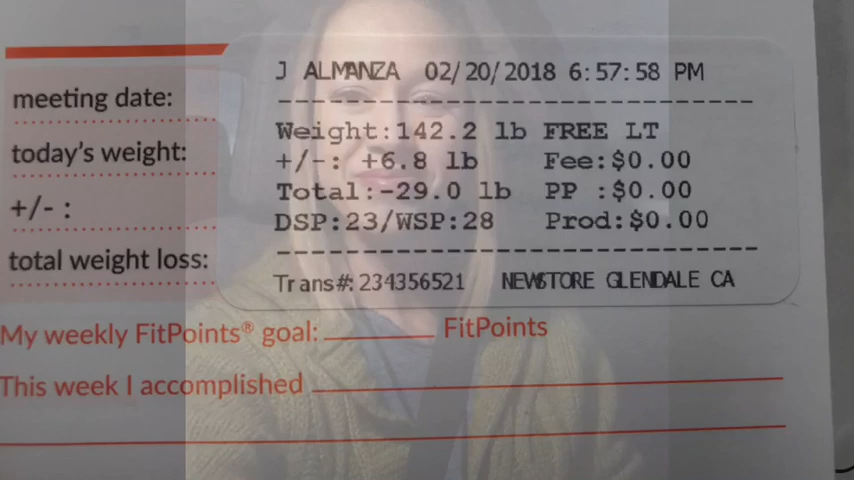 J ALMANZA 02/20/2018 6:57:58 PM
meeting date:
Weight:142.2 lb FREE LT
today's weight:
+/-: +6.8 lb Fee:$0.00
Total:-29.0 lb PP :$0.00
+/- :
DSP:23/WSP:28 Prod:$0.00
total weight loss:
Trans#:234356521 NEWSTORE GLENDALE CA
My weekly FitPoints® goal: ________ FitPoints
This week I accomplished